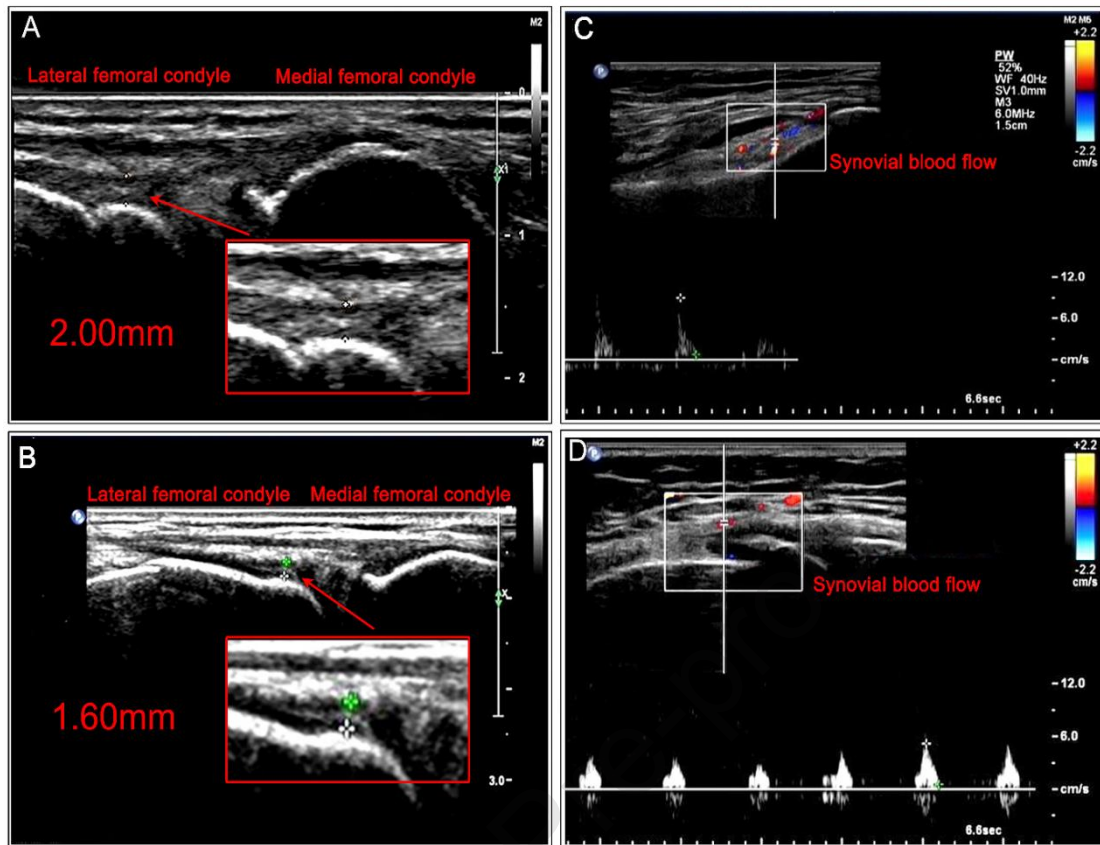 A
M2
Lateral femoral condyle
Medial femoral condyle
0
X
1
2
2.00mm
B
M2
P
Lateral femoral condyle
Medial femoral condyle
X
3.0
1.60mm
C
P
M2 M5
+2.2
-2.2
cm/s
PW
52%
WF 40Hz
SV1.0mm
M3
6.0MHz
1.5cm
Synovial blood flow
12.0
6.0
cm/s
6.6sec
D
P
+2.2
-2.2
cm/s
Synovial blood flow
12.0
6.0
cm/s
6.6sec